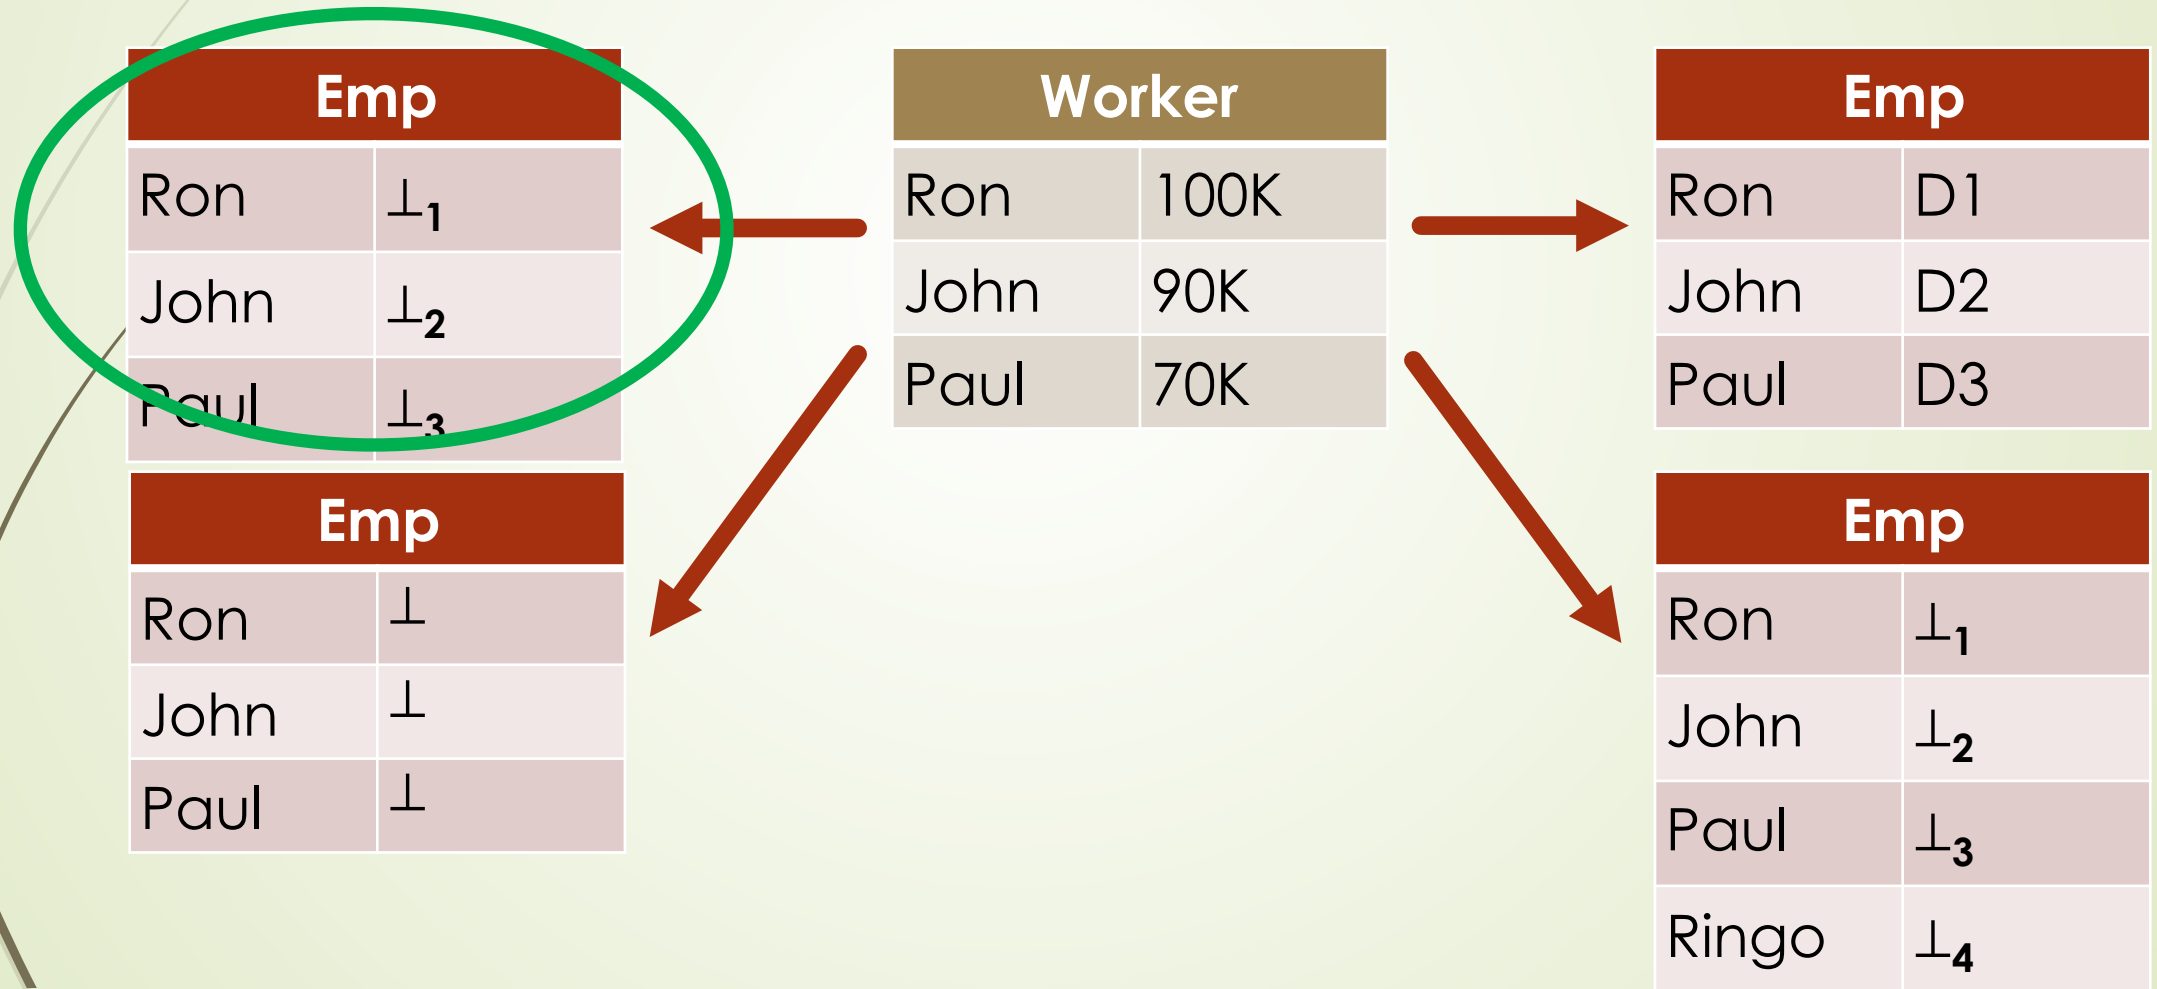 Emp
Ron ⊥₁
John ⊥₂
Paul ⊥₃
Emp
Ron ⊥
John ⊥
Paul ⊥
Worker
Ron 100K
John 90K
Paul 70K
Emp
Ron D1
John D2
Paul D3
Emp
Ron ⊥₁
John ⊥₂
Paul ⊥₃
Ringo ⊥₄